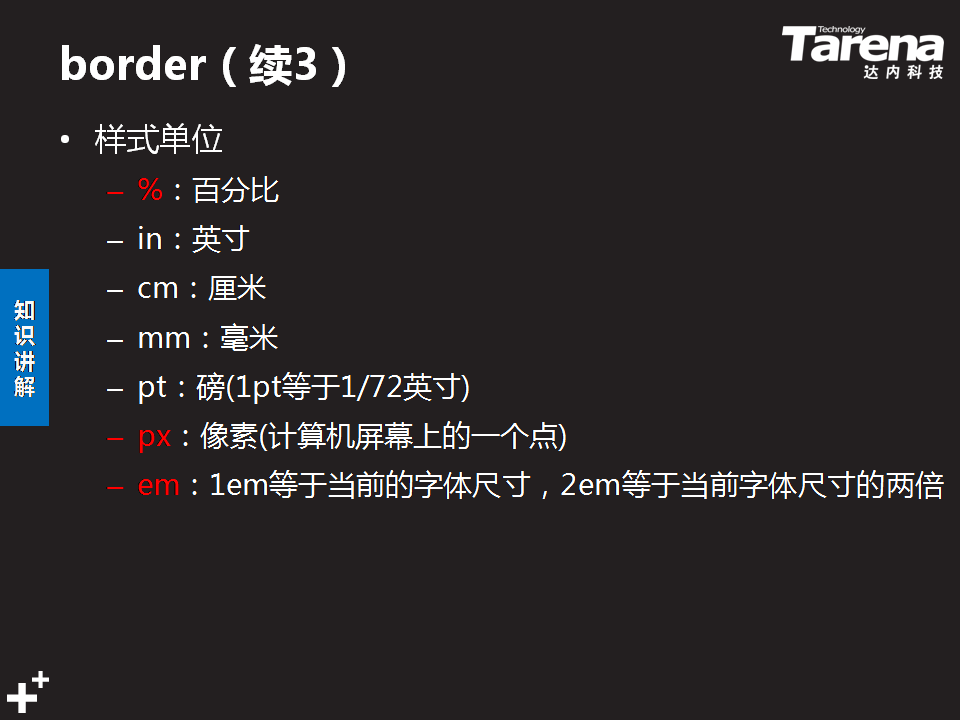 border（续3）
Technology
Tarena
达内科技
• 样式单位
– %：百分比
– in：英寸
– cm：厘米
– mm：毫米
– pt：磅(1pt等于1/72英寸)
– px：像素(计算机屏幕上的一个点)
– em：1em等于当前的字体尺寸，2em等于当前字体尺寸的两倍
知识讲解